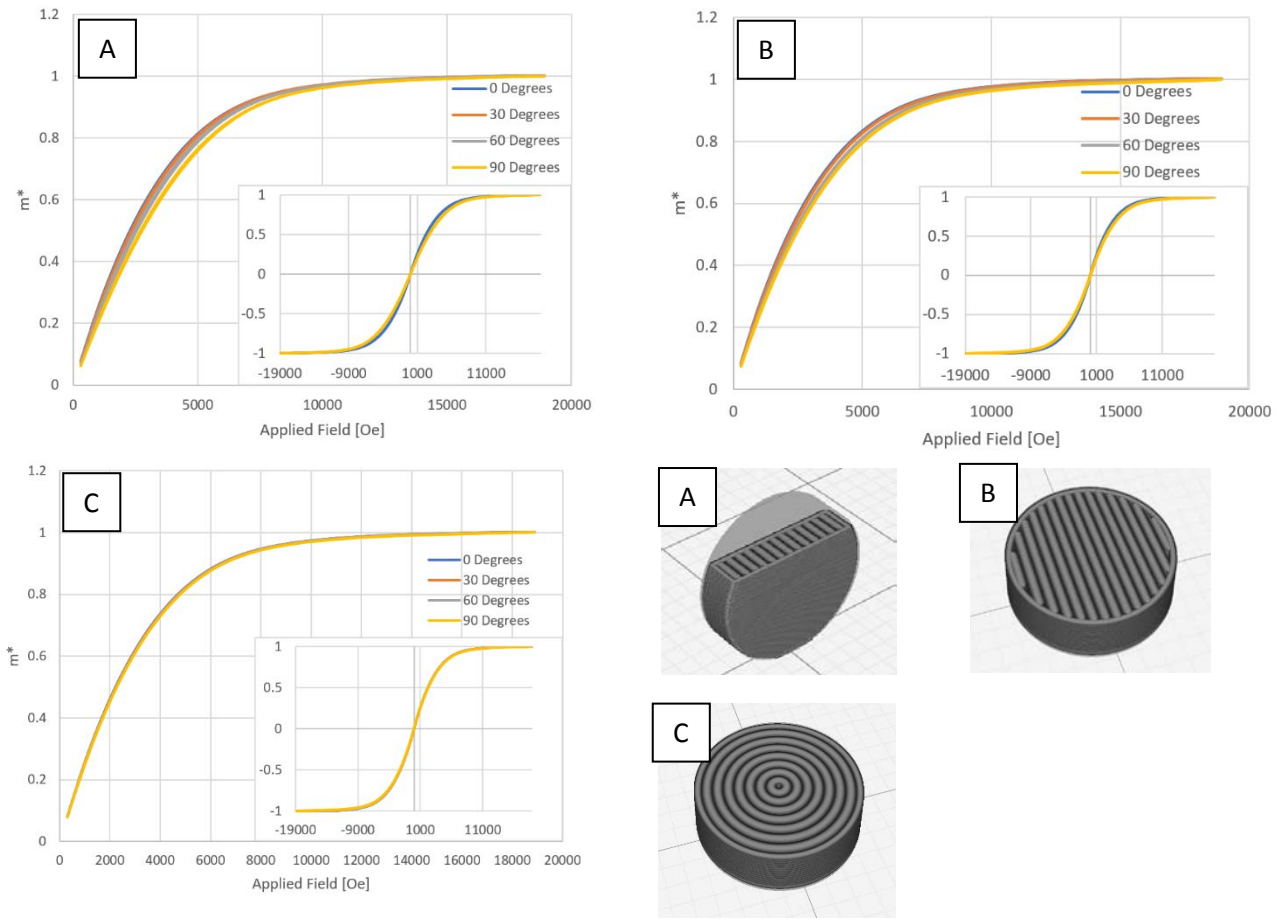 A
1.2
1
0.8
0.6
0.4
0.2
0
m*
0 Degrees
30 Degrees
60 Degrees
90 Degrees
1
0.5
0
-0.5
-1
-19000 -9000 1000 11000
0 5000 10000 15000 20000
Applied Field [Oe]
B
1.2
1
0.8
0.6
0.4
0.2
0
m*
0 Degrees
30 Degrees
60 Degrees
90 Degrees
1
0.5
0
-0.5
-1
-19000 -9000 1000 11000
0 5000 10000 15000 20000
Applied Field [Oe]
C
1.2
1
0.8
0.6
0.4
0.2
0
m*
0 Degrees
30 Degrees
60 Degrees
90 Degrees
1
0.5
0
-0.5
-1
-19000 -9000 1000 11000
0 2000 4000 6000 8000 10000 12000 14000 16000 18000 20000
Applied Field [Oe]
A
B
C